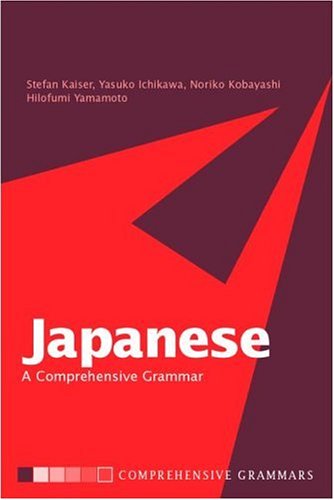 Stefan Kaiser, Yasuko Ichikawa, Noriko Kobayashi
Hilofumi Yamamoto
Japanese
A Comprehensive Grammar
COMPREHENSIVE GRAMMARS